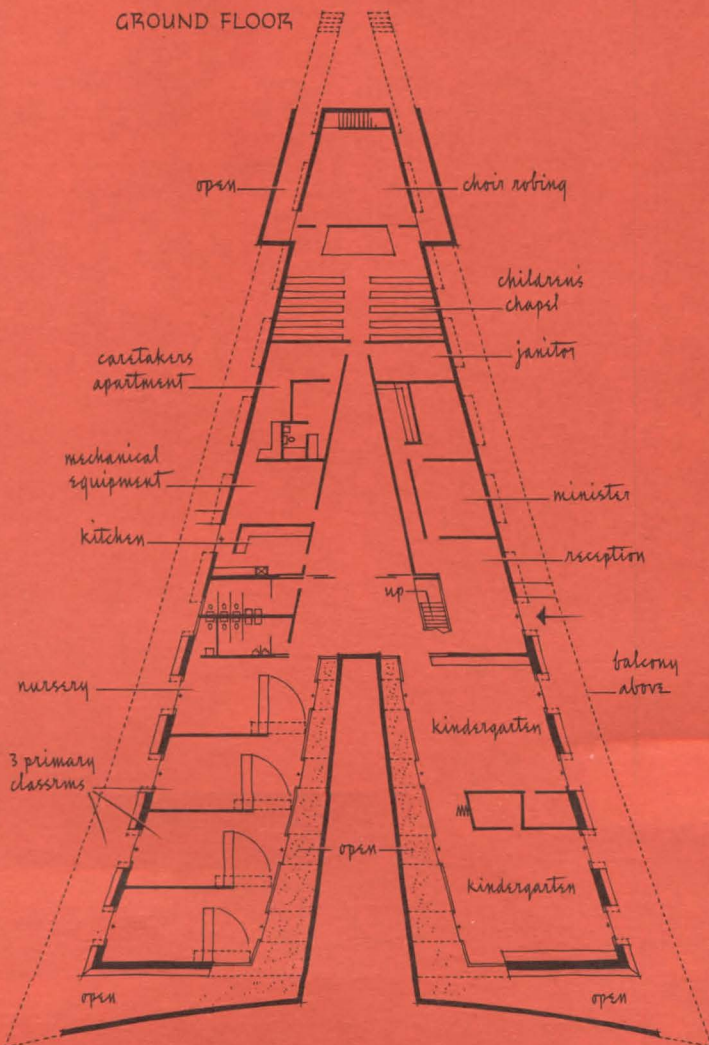 GROUND FLOOR
open
choir robing
children's
chapel
janitor
caretakers
apartment
mechanical
equipment
minister
kitchen
reception
up
balcony
above
nursery
kindergarten
3 primary
classrms
open
kindergarten
open
open